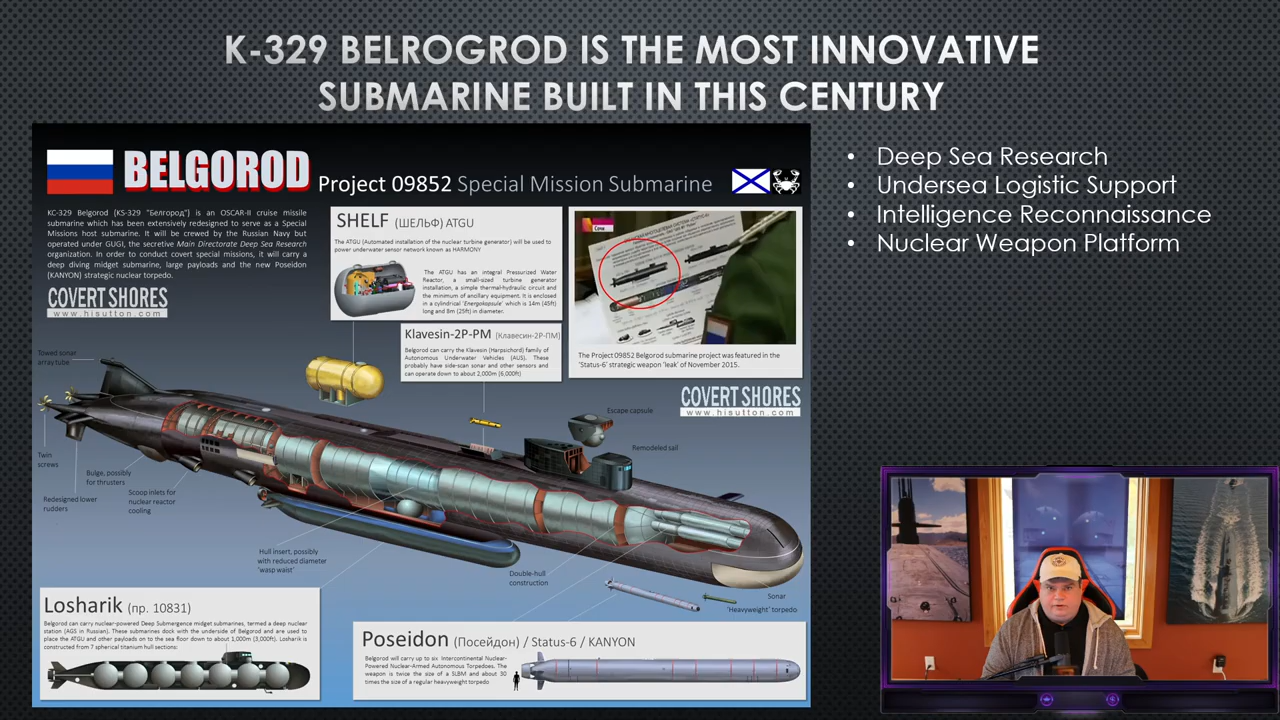 K-329 BELROGROD IS THE MOST INNOVATIVE
SUBMARINE BUILT IN THIS CENTURY
BELGOROD
Project 09852 Special Mission Submarine
KC-329 Belgorod (KS-329 "Белгород") is an OSCAR-II cruise missile
submarine which has been extensively redesigned to serve as a Special
Missions host submarine. It will be crewed by the Russian Navy but
operated under GUGI, the secretive Main Directorate Deep Sea Research
organization. In order to conduct covert special missions, it will carry a
deep diving midget submarine, large payloads and the new Poseidon
(KANYON) strategic nuclear torpedo.
COVERT SHORES
www.hisutton.com
SHELF (ШЕЛЬФ) ATGU
The ATGU (Automated installation of the nuclear turbine generator) will be used to
power underwater sensor network known as HARMONY
The ATGU has an integral Pressurized Water
Reactor, a small-sized turbine generator
installation, a simple thermal-hydraulic circuit and
the minimum of ancillary equipment. It is enclosed
in a cylindrical 'Energokapsule' which is 14m (45ft)
long and 8m (25ft) in diameter.
Klavesin-2P-PM (Клавесин-2Р-ПМ)
Belgorod can carry the Klavesin (Harpsichord) family of
Autonomous Underwater Vehicles (AUS). These
probably have side-scan sonar and other sensors and
can operate down to about 2,000m (6,000ft)
Сочи
The Project 09852 Belgorod submarine project was featured in the
'Status-6' strategic weapon 'leak' of November 2015.
COVERT SHORES
www.hisutton.com
Towed sonar
array tube
Twin
screws
Redesigned lower
rudders
Bulge, possibly
for thrusters
Scoop inlets for
nuclear reactor
cooling
Hull insert, possibly
with reduced diameter
'wasp waist'
Double-hull
construction
Escape capsule
Remodeled sail
Sonar
'Heavyweight' torpedo
Losharik (пр. 10831)
Belgorod can carry nuclear-powered Deep Submergence midget submarines, termed a deep nuclear
station (AGS in Russian). These submarines dock with the underside of Belgorod and are used to
place the ATGU and other payloads on to the sea floor down to about 1,000m (3,000ft). Losharik is
constructed from 7 spherical titanium hull sections:
Poseidon (Посейдон) / Status-6 / KANYON
Belgorod will carry up to six Intercontinental Nuclear-
Powered Nuclear-Armed Autonomous Torpedoes. The
weapon is twice the size of a SLBM and about 30
times the size of a regular heavyweight torpedo
• Deep Sea Research
• Undersea Logistic Support
• Intelligence Reconnaissance
• Nuclear Weapon Platform